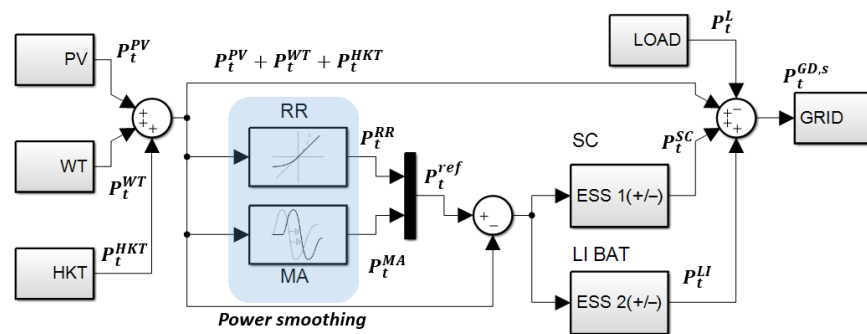 PV
P_t^{PV}
WT
P_t^{WT}
HKT
P_t^{HKT}
+
+
+
P_t^{PV} + P_t^{WT} + P_t^{HKT}
RR
P_t^{RR}
MA
P_t^{MA}
Power smoothing
P_t^{ref}
+
−
SC
ESS 1(+/−)
P_t^{SC}
LI BAT
ESS 2(+/−)
P_t^{LI}
LOAD
P_t^L
−
+
+
+
P_t^{GD,s}
GRID